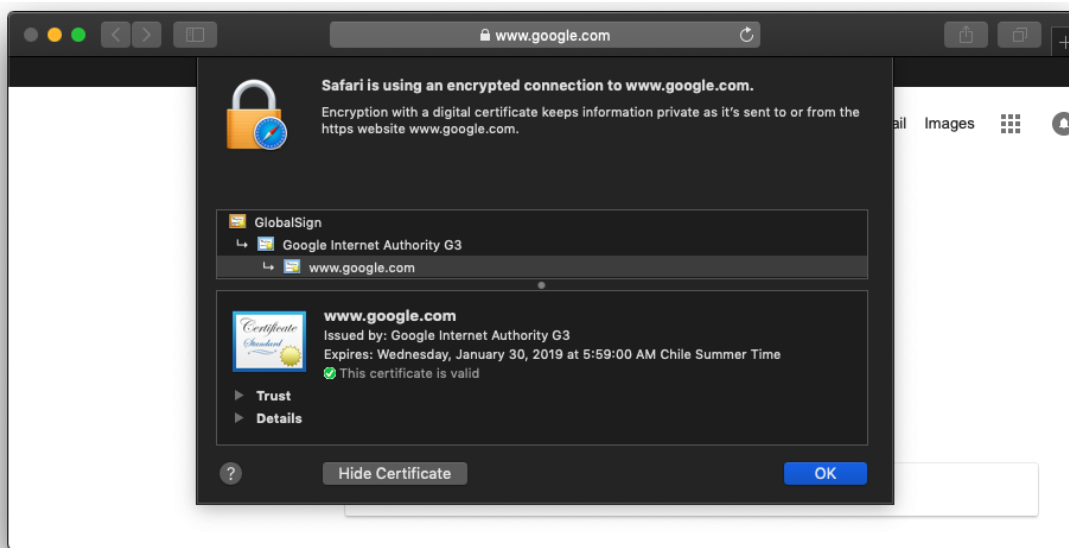 www.google.com
Safari is using an encrypted connection to www.google.com.
Encryption with a digital certificate keeps information private as it's sent to or from the
https website www.google.com.
ail Images
GlobalSign
Google Internet Authority G3
www.google.com
Certificate
Standard
www.google.com
Issued by: Google Internet Authority G3
Expires: Wednesday, January 30, 2019 at 5:59:00 AM Chile Summer Time
This certificate is valid
Trust
Details
? Hide Certificate OK